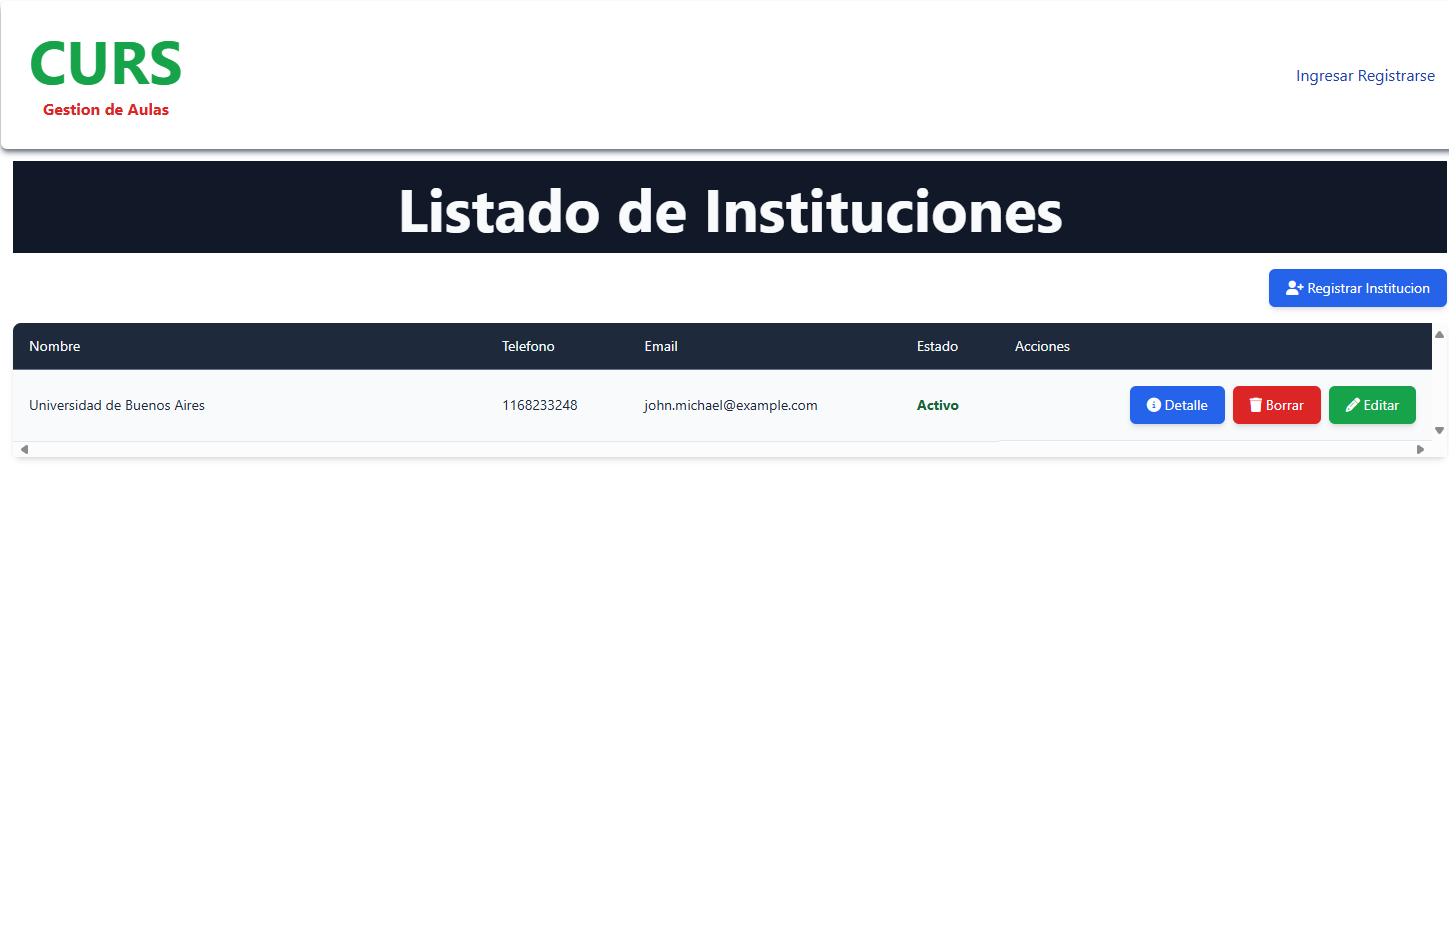 CURS
Gestion de Aulas
Ingresar Registrarse
Listado de Instituciones
Registrar Institucion
Nombre Telefono Email Estado Acciones
Universidad de Buenos Aires 1168233248 john.michael@example.com Activo Detalle Borrar Editar